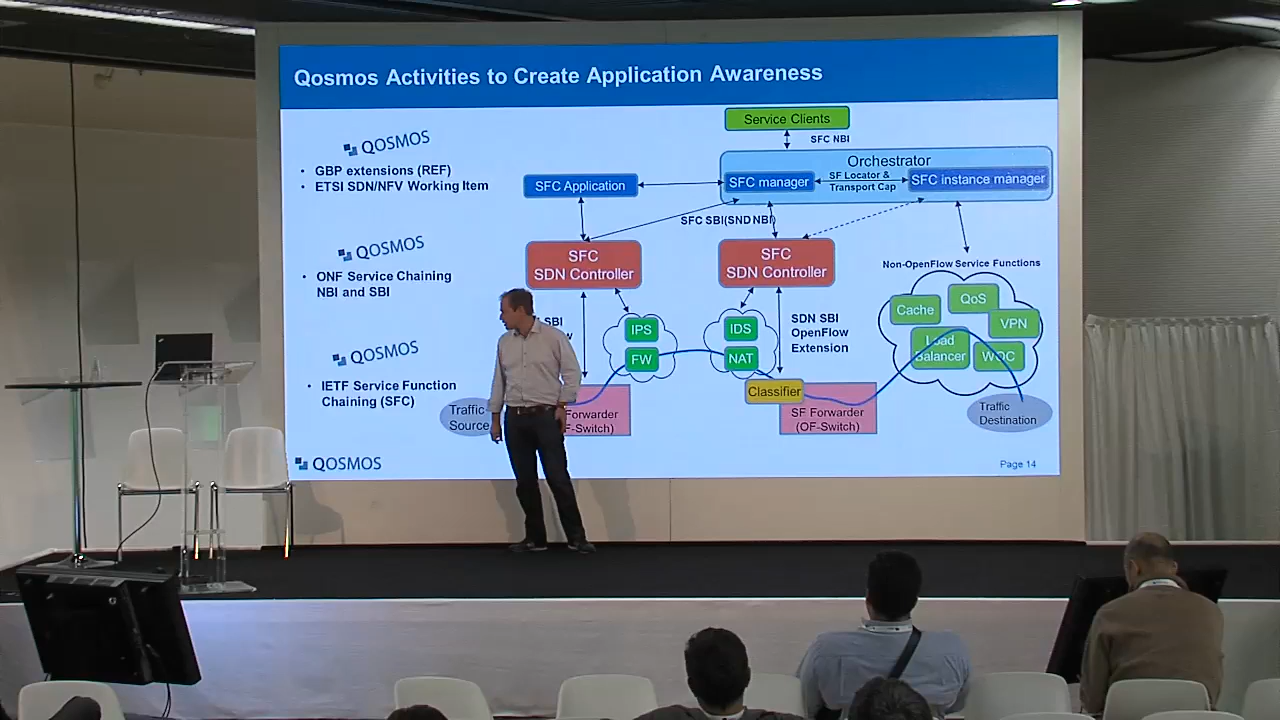 Qosmos Activities to Create Application Awareness
QOSMOS
• GBP extensions (REF)
• ETSI SDN/NFV Working Item
QOSMOS
• ONF Service Chaining
NBI and SBI
QOSMOS
• IETF Service Function
Chaining (SFC)
QOSMOS
Service Clients
SFC NBI
Orchestrator
SFC Application
SFC manager
SF Locator &
Transport Cap
SFC instance manager
SFC SBI(SND NBI)
SFC
SDN Controller
SFC
SDN Controller
Non-OpenFlow Service Functions
SBI
IPS
FW
IDS
NAT
SDN SBI
OpenFlow
Extension
Cache
QoS
VPN
Load
Balancer
WOC
Traffic
Source
Forwarder
F-Switch)
Classifier
SF Forwarder
(OF-Switch)
Traffic
Destination
Page 14